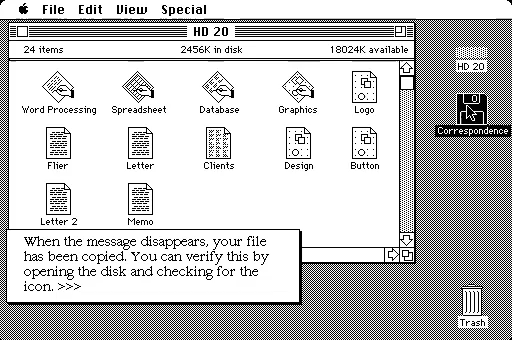 File Edit View Special
HD 20
24 items 2456K in disk 18024K available
HD 20
Word Processing Spreadsheet Database Graphics Logo
Correspondence
Flier Letter Clients Design Button
Letter 2 Memo
When the message disappears, your file
has been copied. You can verify this by
opening the disk and checking for the
icon. >>>
Trash